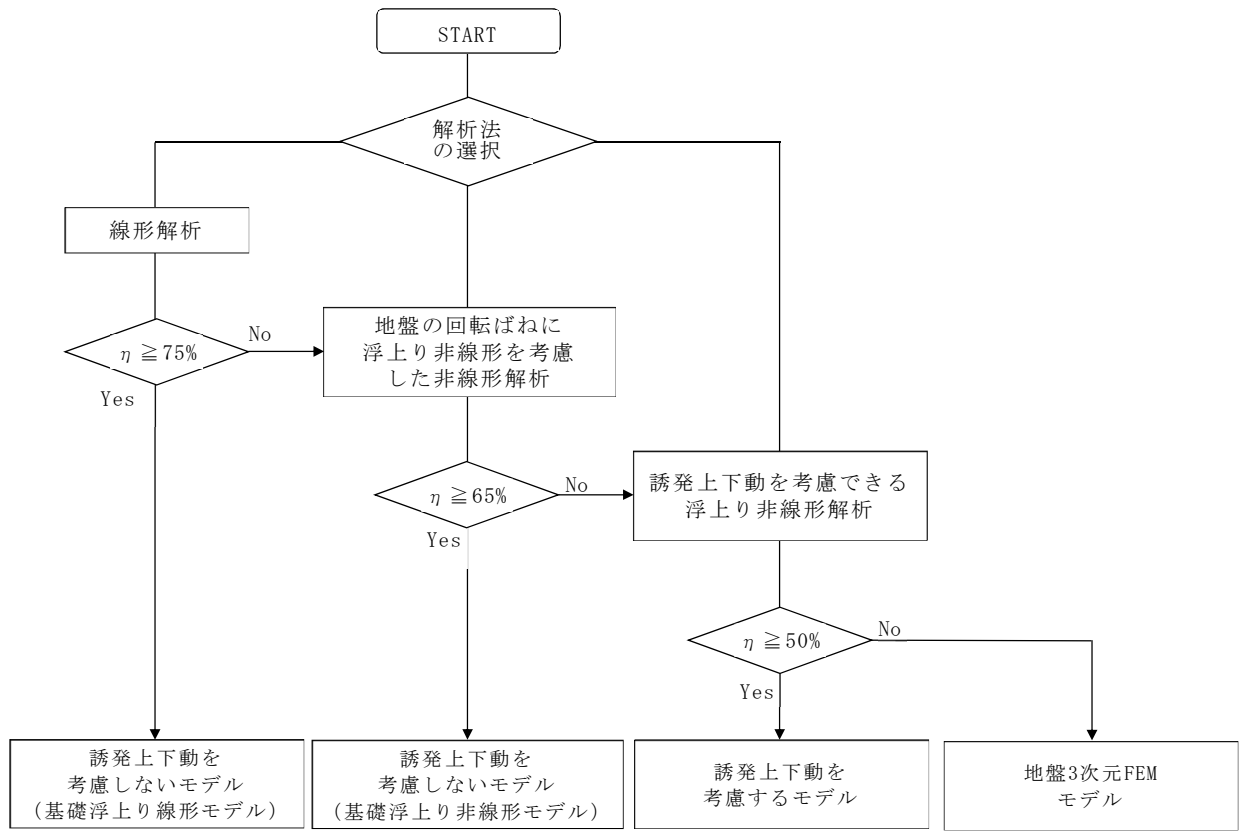 START
解析法
の選択
線形解析
η ≧75%
No
Yes
地盤の回転ばねに
浮上り非線形を考慮
した非線形解析
η ≧65%
No
Yes
誘発上下動を考慮できる
浮上り非線形解析
η ≧50%
No
Yes
誘発上下動を
考慮しないモデル
(基礎浮上り線形モデル)
誘発上下動を
考慮しないモデル
(基礎浮上り非線形モデル)
誘発上下動を
考慮するモデル
地盤3次元FEM
モデル